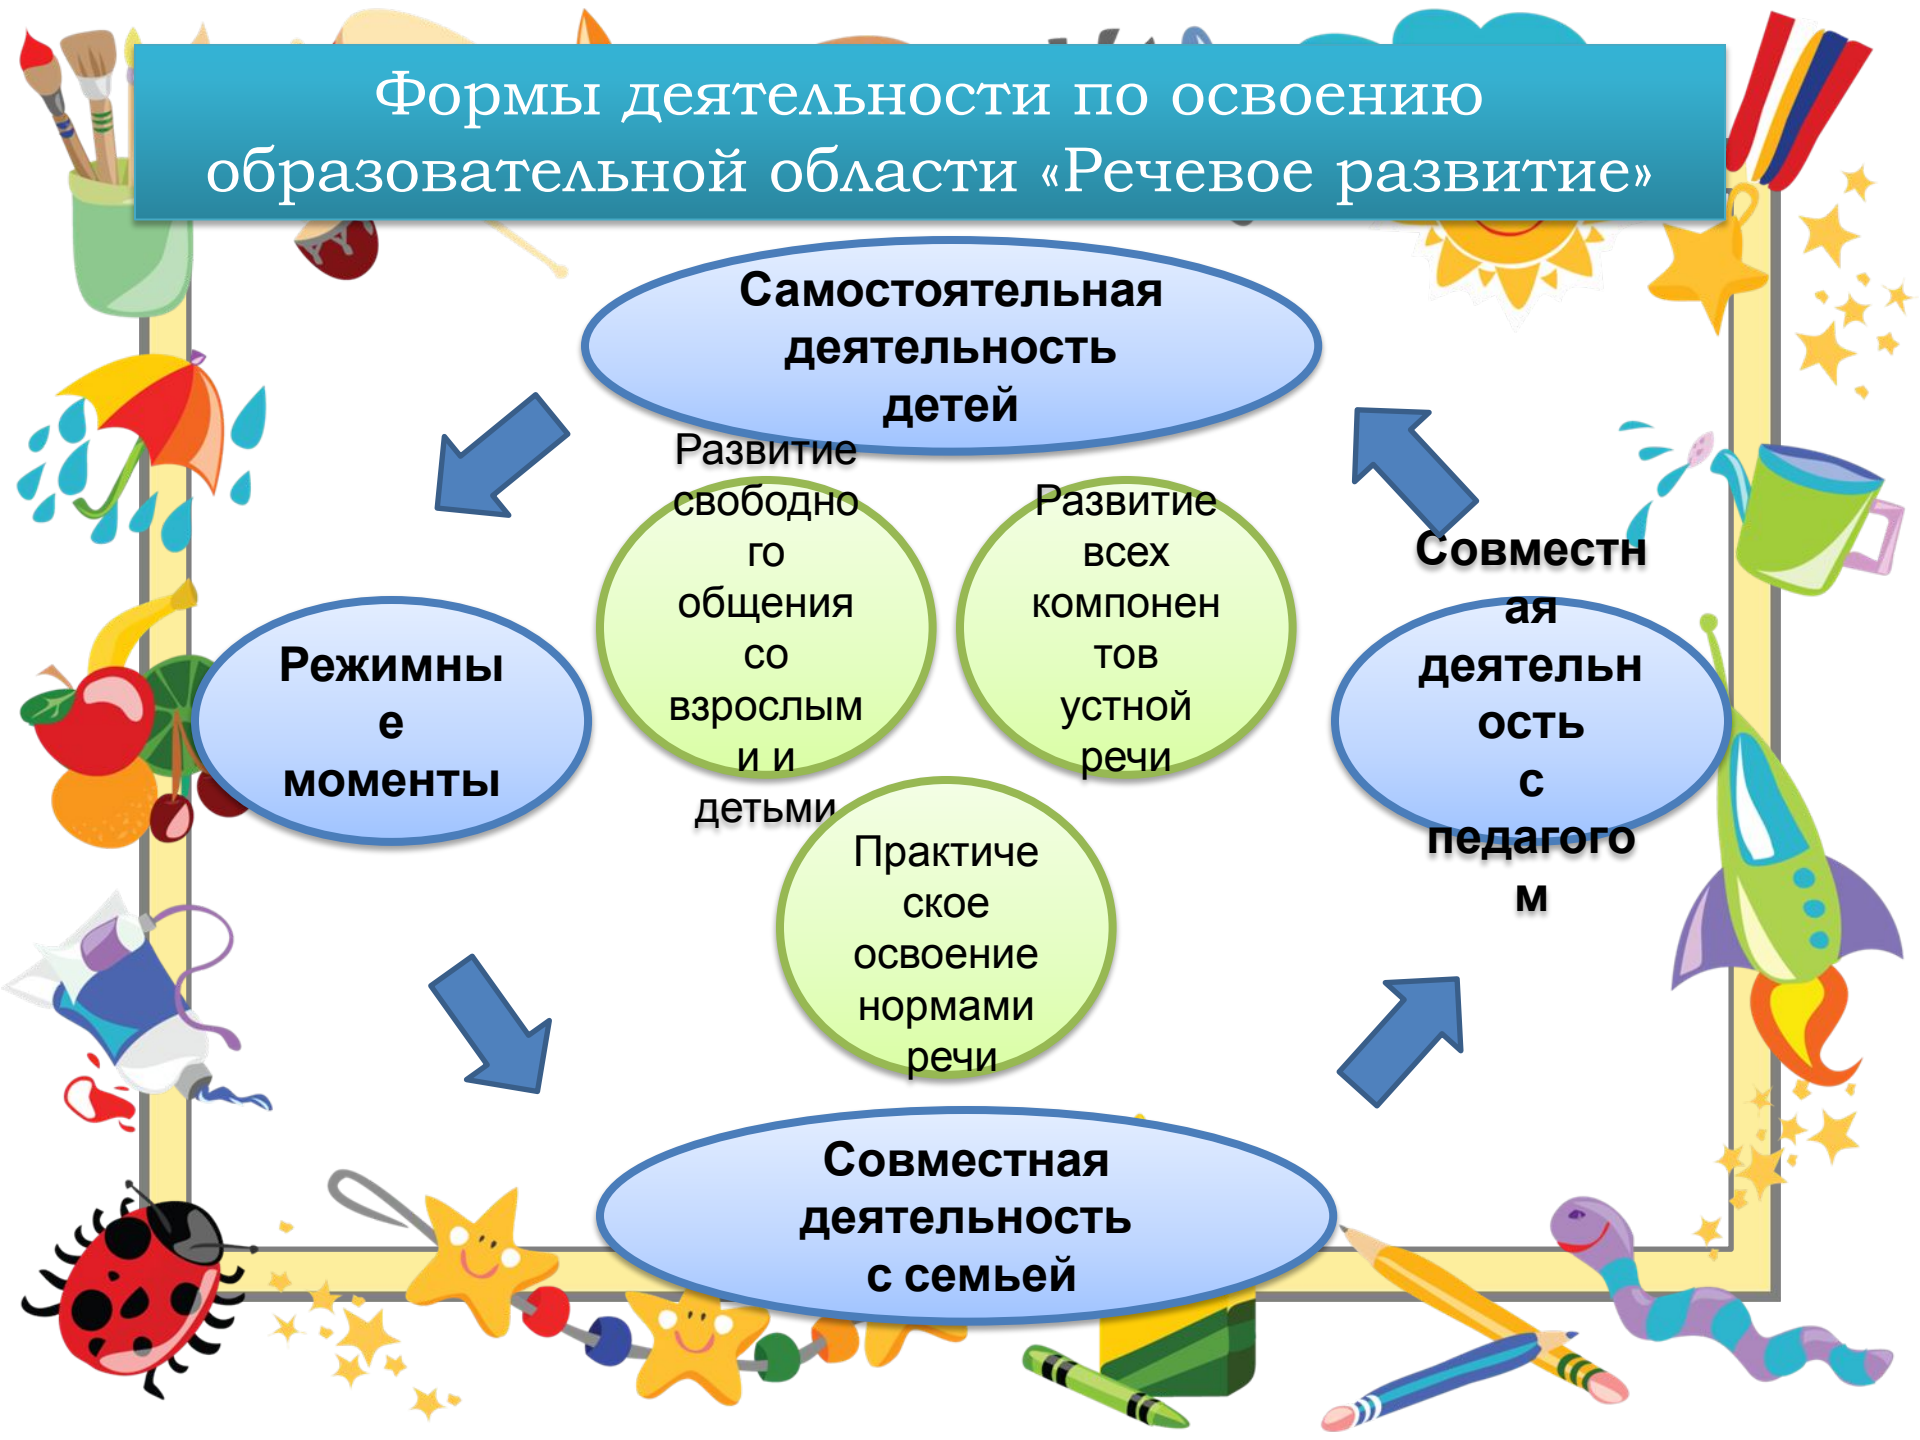 Формы деятельности по освоению
образовательной области «Речевое развитие»
Самостоятельная
деятельность
детей
Развитие
свободно
го
общения
со
взрослым
и и
детьми
Развитие
всех
компонен
тов
устной
речи
Режимны
е
моменты
Совместн
ая
деятельн
ость
с
педагого
м
Практиче
ское
освоение
нормами
речи
Совместная
деятельность
с семьей